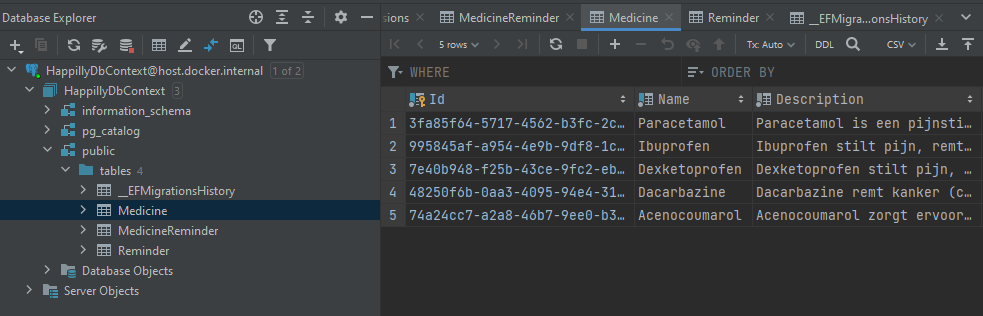 Database Explorer
HappillyDbContext@host.docker.internal 1 of 2
HappillyDbContext 3
information_schema
pg_catalog
public
tables 4
__EFMigrationsHistory
Medicine
MedicineReminder
Reminder
Database Objects
Server Objects
sions MedicineReminder Medicine Reminder __EFMigra...onsHistory
5 rows Tx: Auto DDL CSV
WHERE ORDER BY
Id Name Description
1 3fa85f64-5717-4562-b3fc-2c… Paracetamol Paracetamol is een pijnsti…
2 995845af-a954-4e9b-9df8-1c… Ibuprofen Ibuprofen stilt pijn, remt…
3 7e40b948-f25b-43ce-9fc2-eb… Dexketoprofen Dexketoprofen stilt pijn, …
4 48250f6b-0aa3-4095-94e4-31… Dacarbazine Dacarbazine remt kanker (c…
5 74a24cc7-a2a8-46b7-9ee0-b3… Acenocoumarol Acenocoumarol zorgt ervoor…